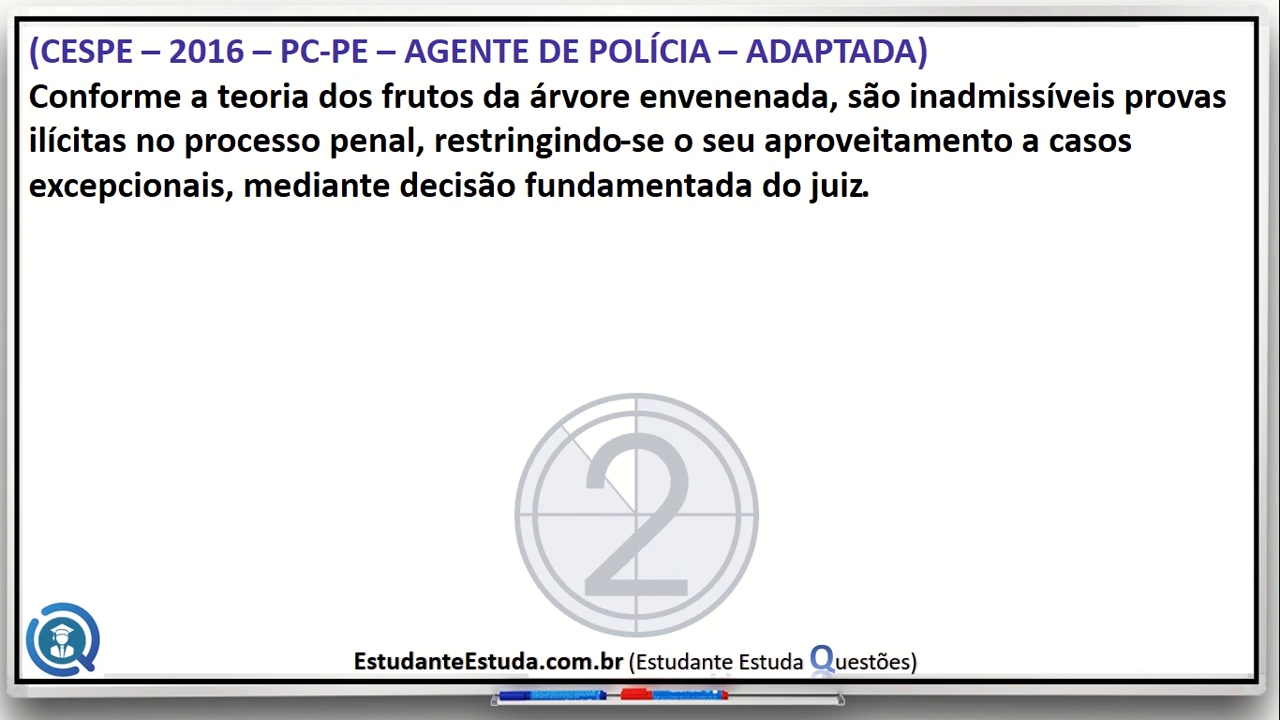 (CESPE – 2016 – PC-PE – AGENTE DE POLÍCIA – ADAPTADA)
Conforme a teoria dos frutos da árvore envenenada, são inadmissíveis provas
ilícitas no processo penal, restringindo-se o seu aproveitamento a casos
excepcionais, mediante decisão fundamentada do juiz.
2
EstudanteEstuda.com.br (Estudante Estuda Questões)